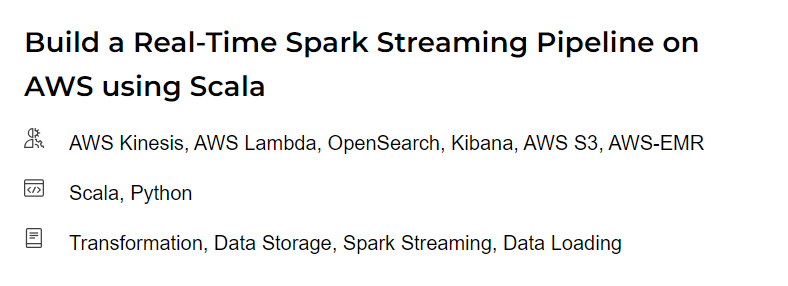 Build a Real-Time Spark Streaming Pipeline on
AWS using Scala
AWS Kinesis, AWS Lambda, OpenSearch, Kibana, AWS S3, AWS-EMR
Scala, Python
Transformation, Data Storage, Spark Streaming, Data Loading